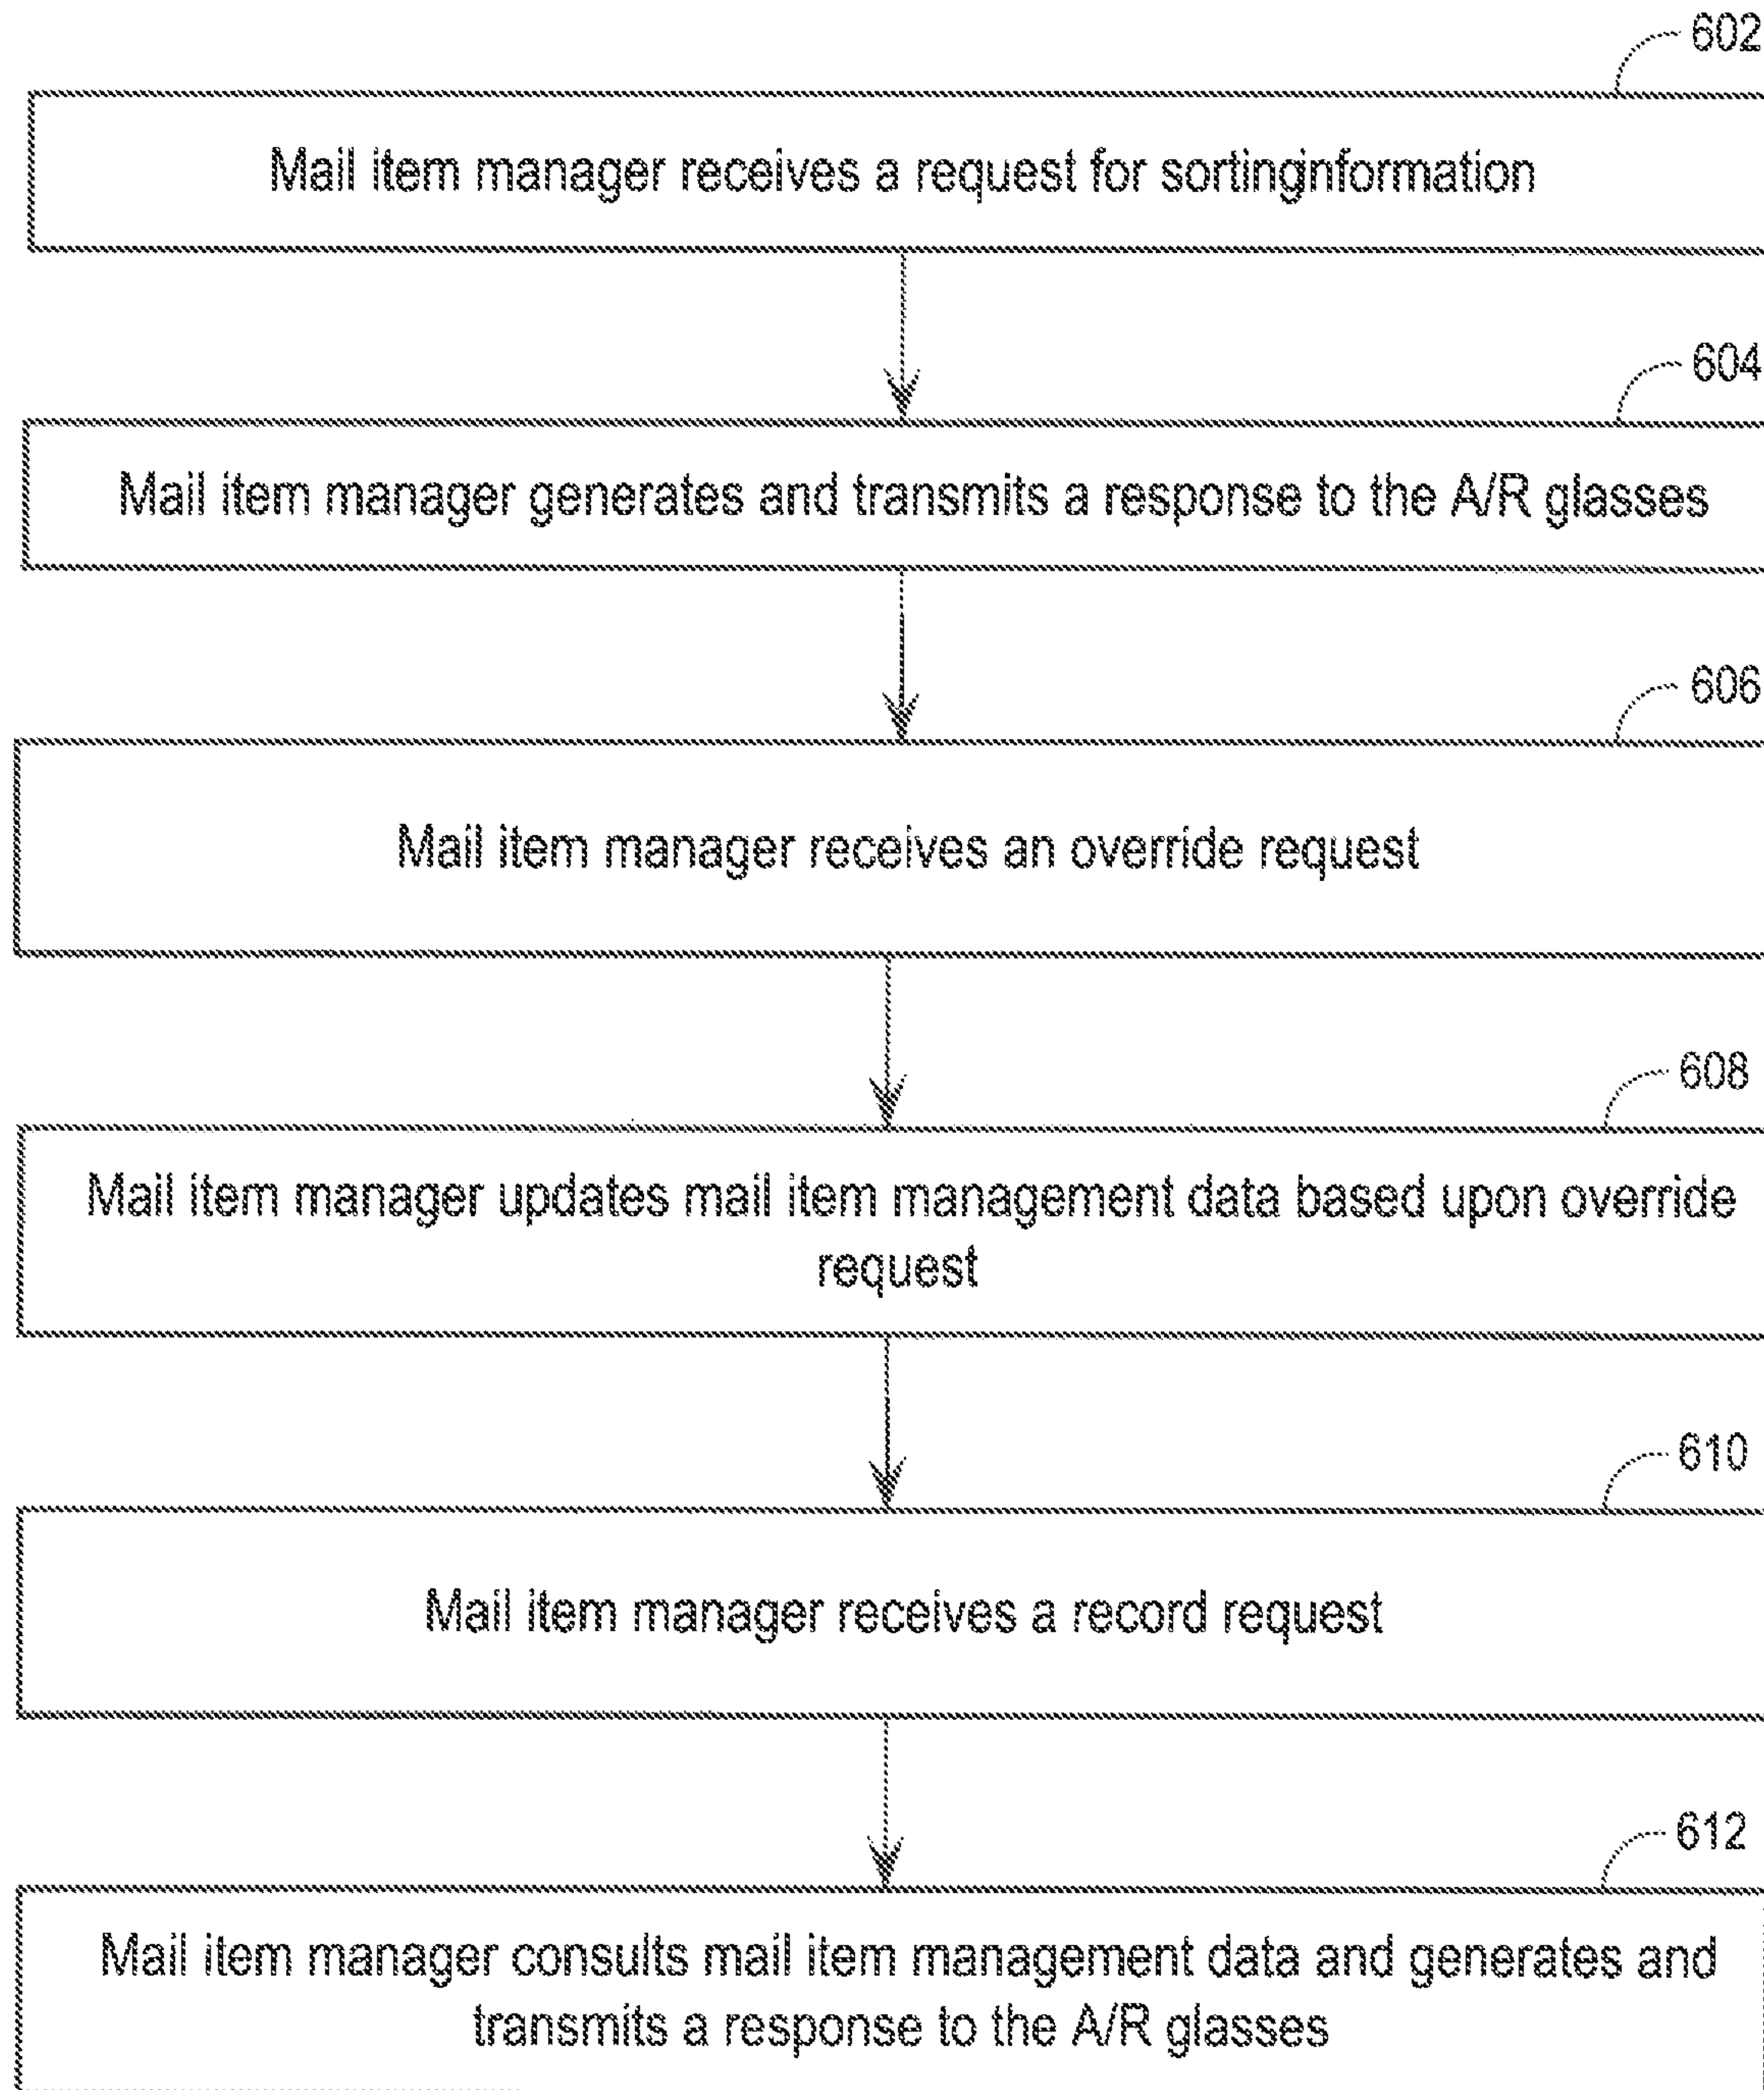 602
Mail item manager receives a request for sortinginformation
604
Mail item manager generates and transmits a response to the A/R glasses
606
Mail item manager receives an override request
608
Mail item manager updates mail item management data based upon override
request
610
Mail item manager receives a record request
612
Mail item manager consults mail item management data and generates and
transmits a response to the A/R glasses